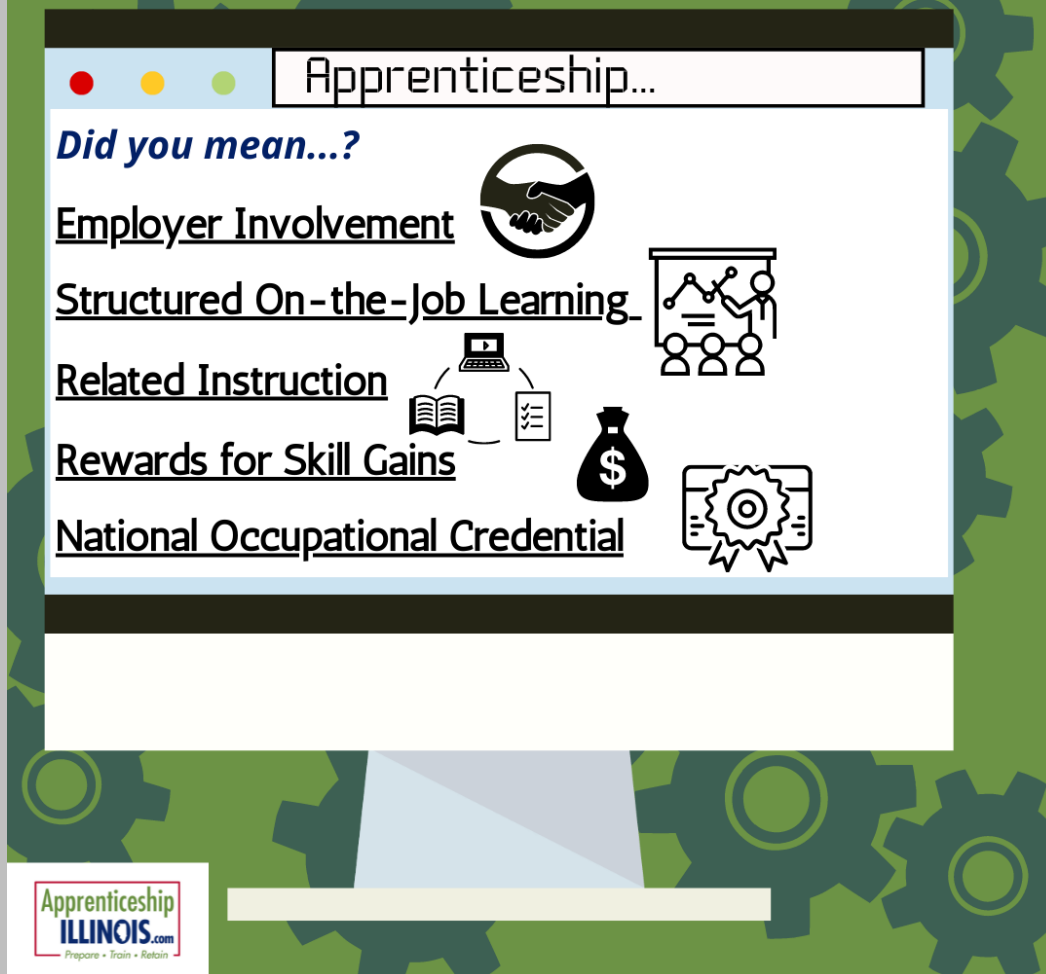 Apprenticeship...
Did you mean...?
Employer Involvement
Structured On-the-Job Learning
Related Instruction
Rewards for Skill Gains
$
National Occupational Credential
Apprenticeship
ILLINOIS.com
Prepare • Train • Retain